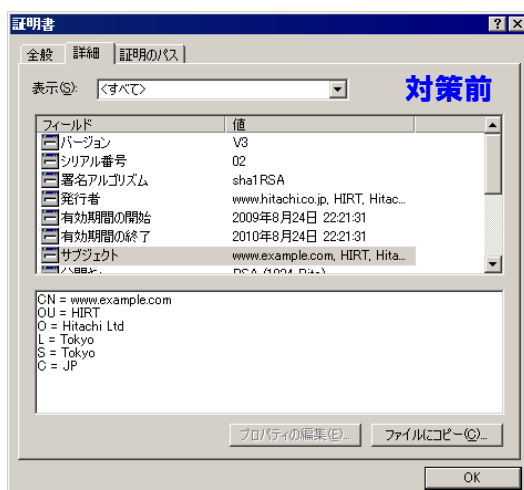 証明書
全般 詳細 証明のパス
表示(S): <すべて>
対策前
フィールド 値
バージョン V3
シリアル番号 02
署名アルゴリズム sha1RSA
発行者 www.hitachi.co.jp, HIRT, Hitac...
有効期間の開始 2009年8月24日 22:21:31
有効期間の終了 2010年8月24日 22:21:31
サブジェクト www.example.com, HIRT, Hita...
CN = www.example.com
OU = HIRT
O = Hitachi Ltd
L = Tokyo
S = Tokyo
C = JP
プロパティの編集(E)... ファイルにコピー(C)...
OK